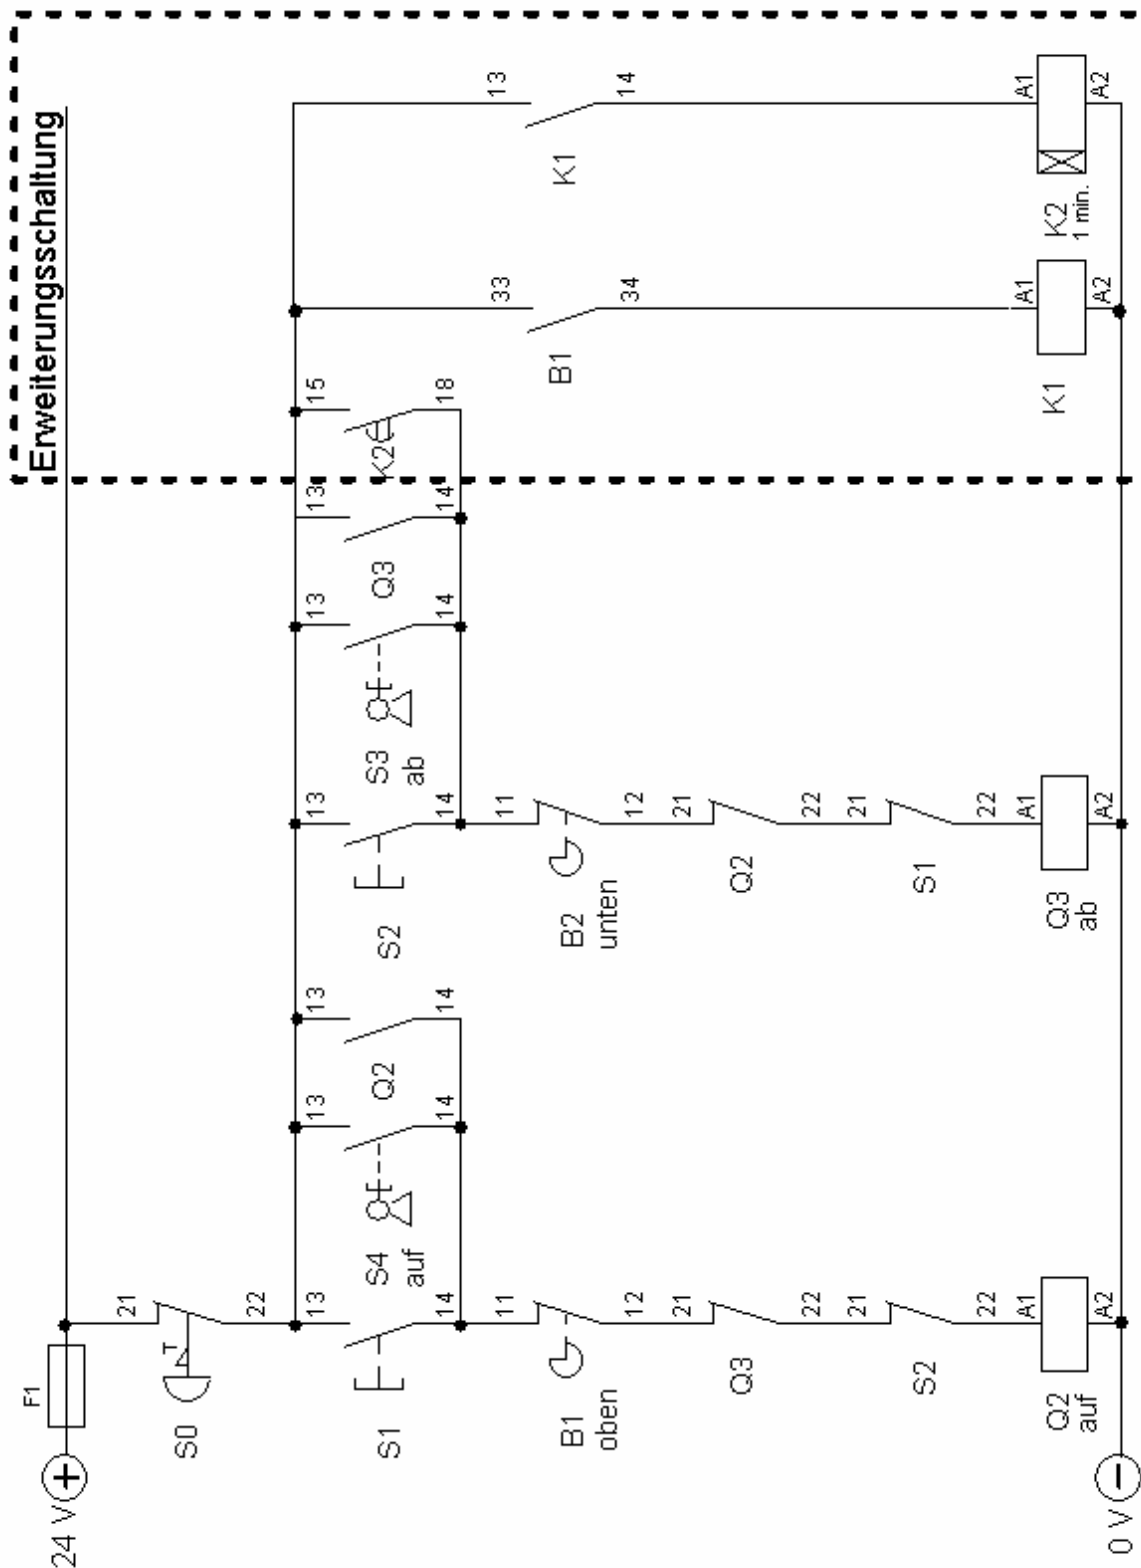 F1
Erweiterungsschaltung
24 V +
21
S0
22
13 13 13 13 13 13 15
S1 S4 Q2 S2 S3 Q3 K2
auf ab
14 14 14 14 14 14 18
11 11 33 13
B1 B2 B1 K1
oben unten
12 12 34 14
21 21
Q3 Q2
22 22
21 21
S2 S1
22 22
A1 A1 A1 A1
Q2 Q3 K1 K2
auf ab 1 min.
A2 A2 A2 A2
0 V −